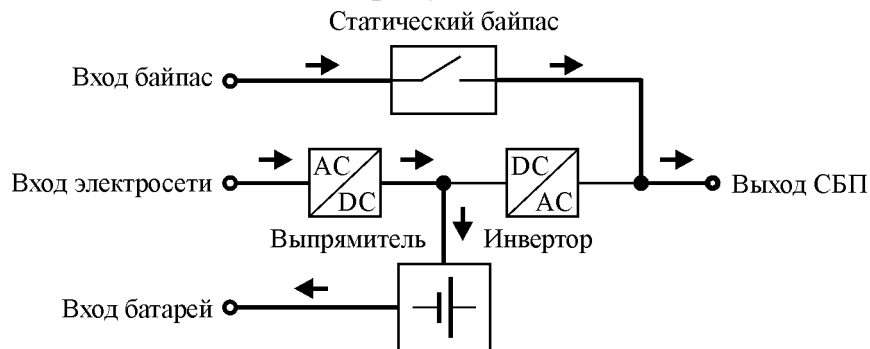 Статический байпас
Вход байпас
Вход электросети
AC
DC
DC
AC
Выход СБП
Выпрямитель
Инвертор
Вход батарей